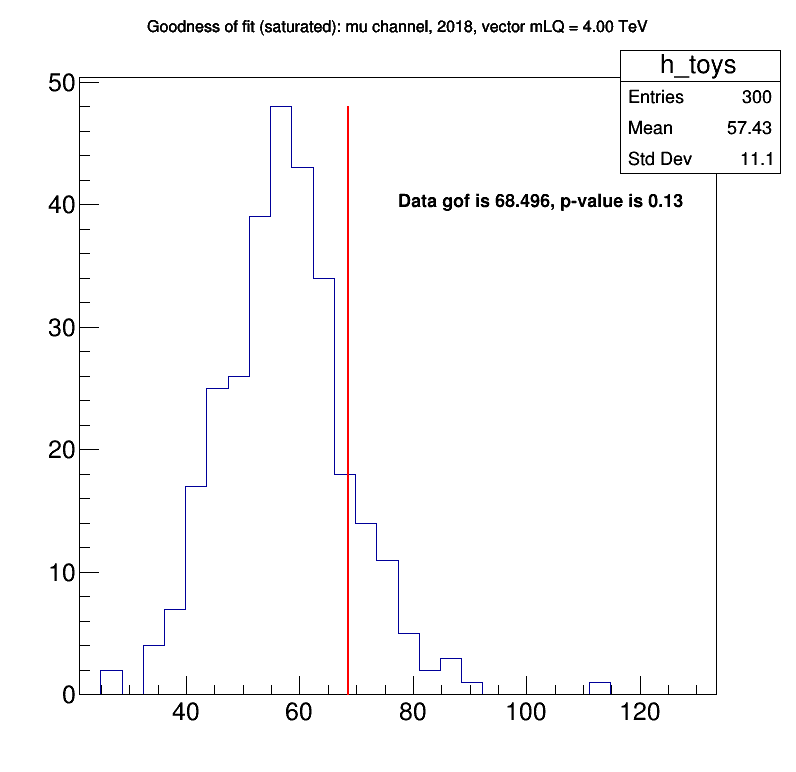 Goodness of fit (saturated): mu channel, 2018, vector mLQ = 4.00 TeV
h_toys
Entries 300
Mean 57.43
Std Dev 11.1
Data gof is 68.496, p-value is 0.13
50
40
30
20
10
0
40 60 80 100 120